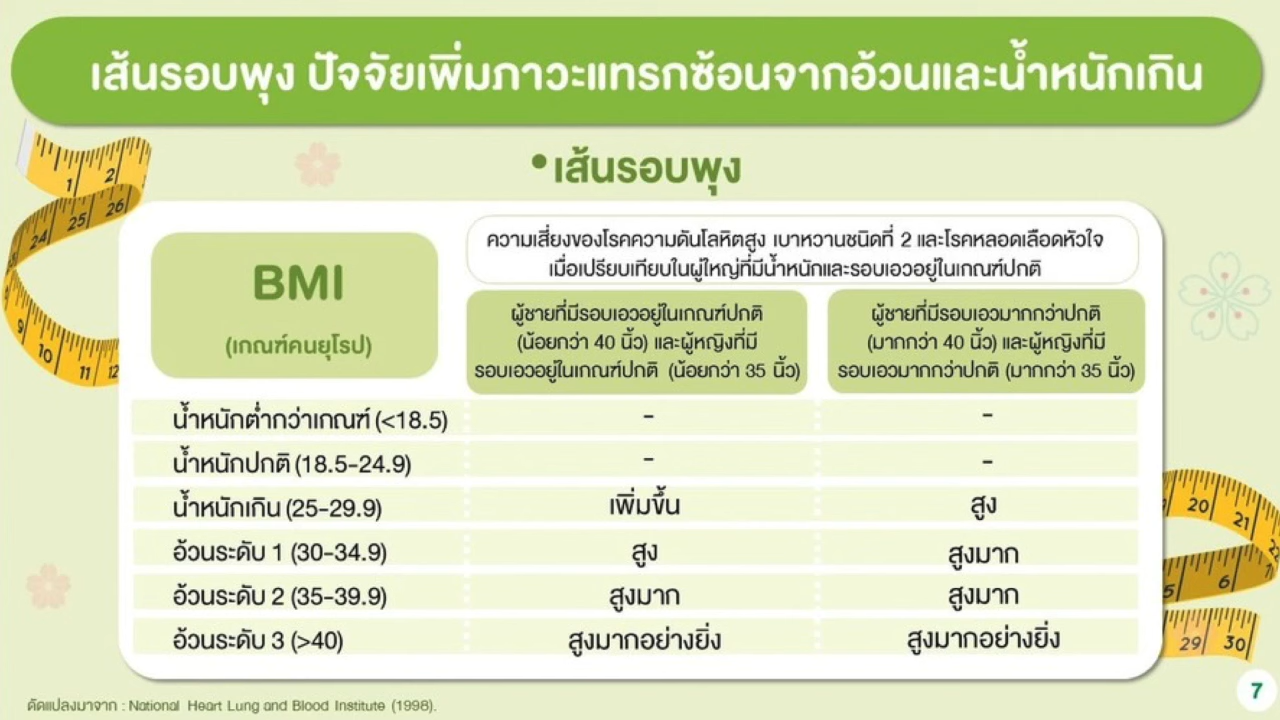 เส้นรอบพุง ปัจจัยเพิ่มภาวะแทรกซ้อนจากอ้วนและน้ำหนักเกิน
•เส้นรอบพุง
BMI
(เกณฑ์คนยุโรป)
ความเสี่ยงของโรคความดันโลหิตสูง เบาหวานชนิดที่ 2 และโรคหลอดเลือดหัวใจ
เมื่อเปรียบเทียบในผู้ใหญ่ที่มีน้ำหนักและรอบเอวอยู่ในเกณฑ์ปกติ
ผู้ชายที่มีรอบเอวอยู่ในเกณฑ์ปกติ
(น้อยกว่า 40 นิ้ว) และผู้หญิงที่มี
รอบเอวอยู่ในเกณฑ์ปกติ (น้อยกว่า 35 นิ้ว)
ผู้ชายที่มีรอบเอวมากกว่าปกติ
(มากกว่า 40 นิ้ว) และผู้หญิงที่มี
รอบเอวมากกว่าปกติ (มากกว่า 35 นิ้ว)
น้ำหนักต่ำกว่าเกณฑ์ (<18.5) - -
น้ำหนักปกติ (18.5-24.9) - -
น้ำหนักเกิน (25-29.9) เพิ่มขึ้น สูง
อ้วนระดับ 1 (30-34.9) สูง สูงมาก
อ้วนระดับ 2 (35-39.9) สูงมาก สูงมาก
อ้วนระดับ 3 (>40) สูงมากอย่างยิ่ง สูงมากอย่างยิ่ง
1 2
24 25 26
9 10 11 12
20 21 22
5 6 7
29 30
ดัดแปลงมาจาก : National Heart Lung and Blood Institute (1998).
7